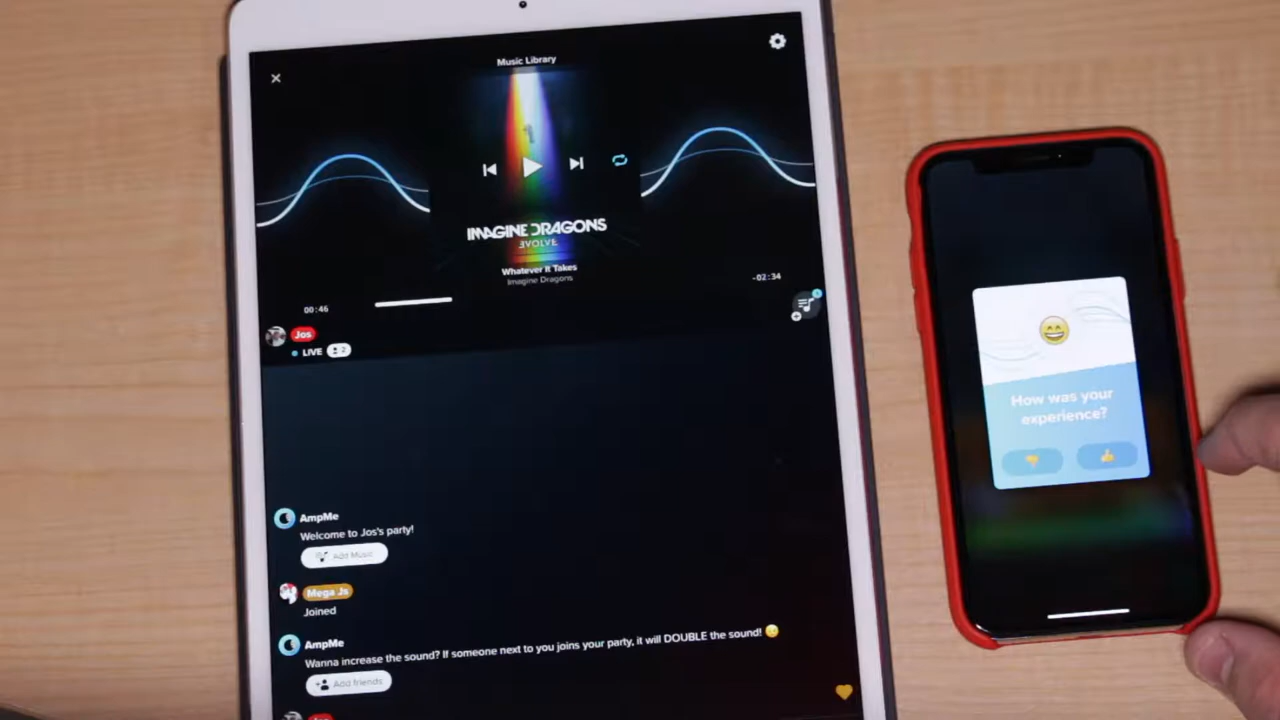 Music Library
IMAGINE DRAGONS
EVOLVE
Whatever It Takes
Imagine Dragons
00:46
-02:34
Jos
LIVE 2
AmpMe
Welcome to Jos's party!
Add Music
Mega Js
Joined
AmpMe
Wanna increase the sound? If someone next to you joins your party, it will DOUBLE the sound!
Add friends
Jos
How was your
experience?